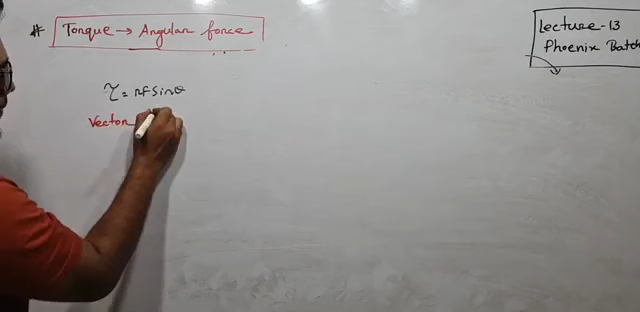 # Torque → Angular force
Lecture-13
Phoenix Batch
τ = rFSinθ
Vector